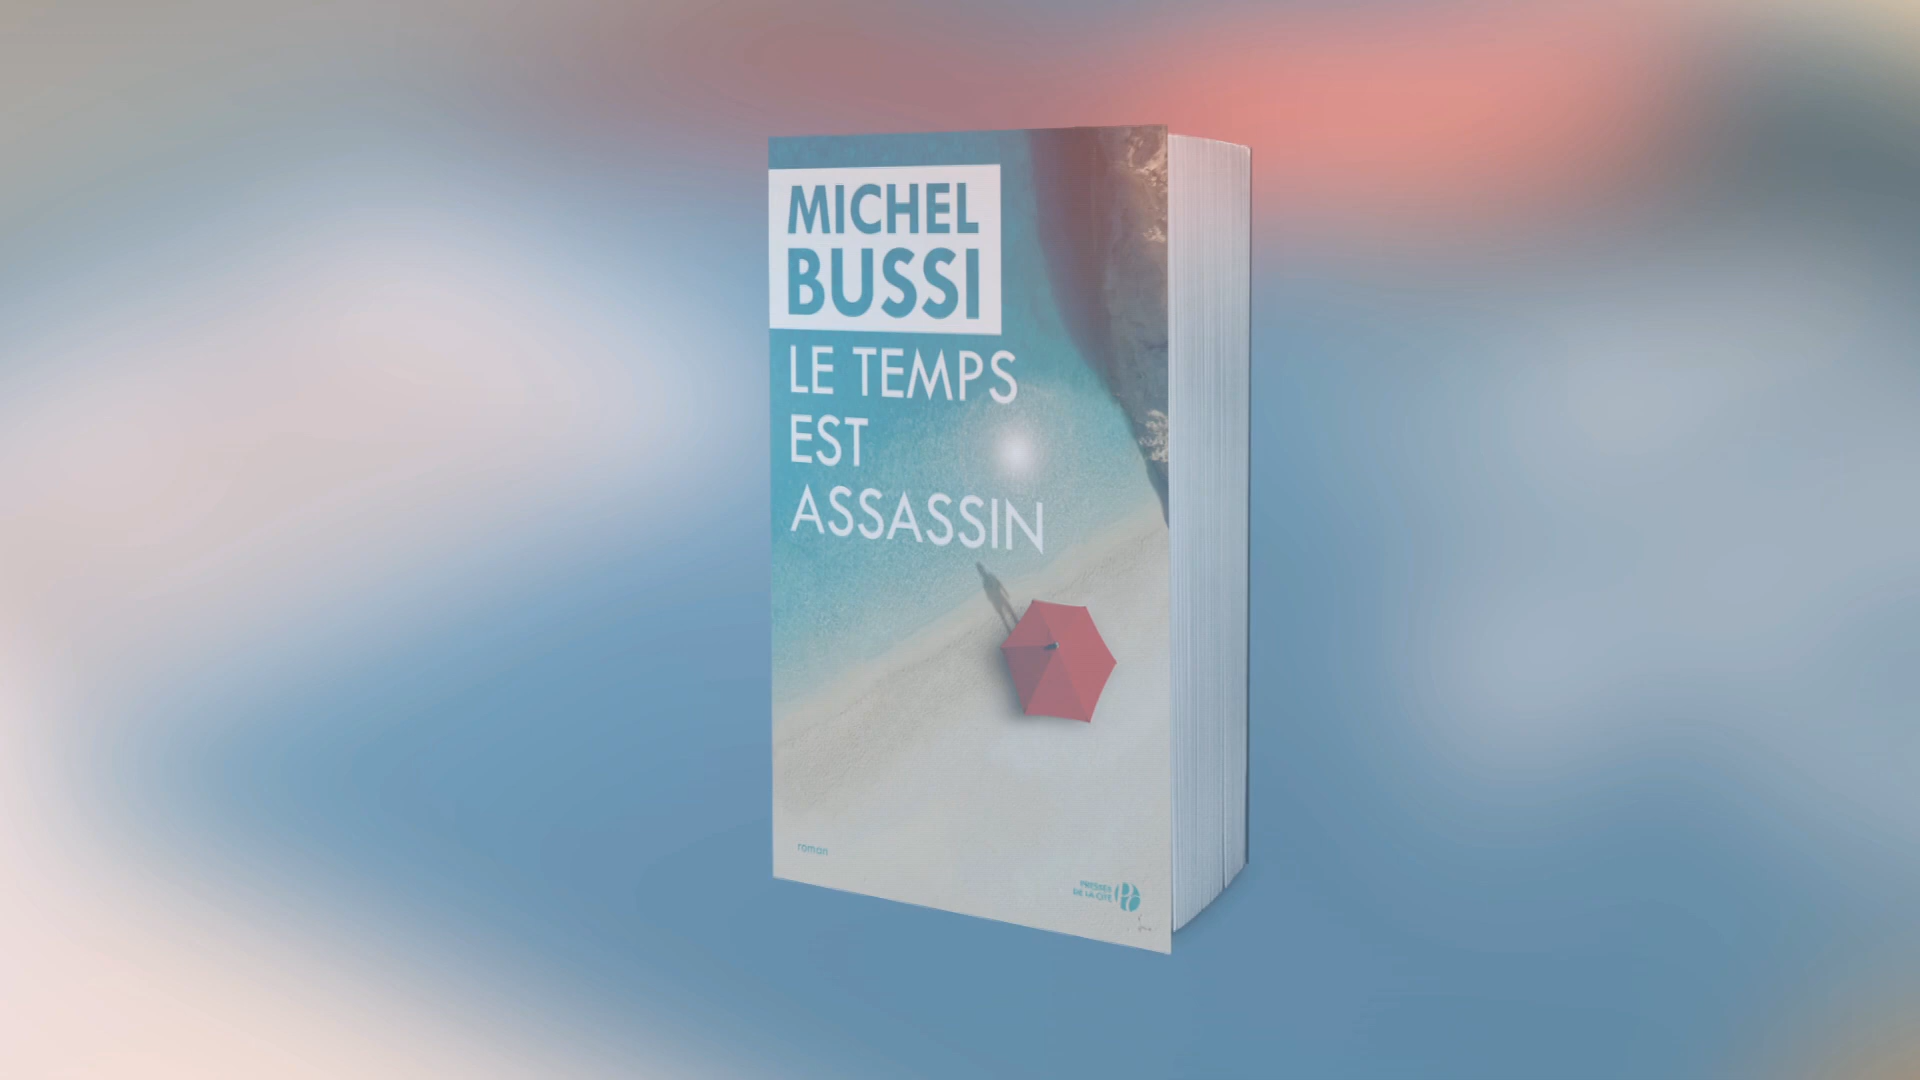 MICHEL
BUSSI
LE TEMPS
EST
ASSASSIN
roman
PRESSES
DE LA CITÉ